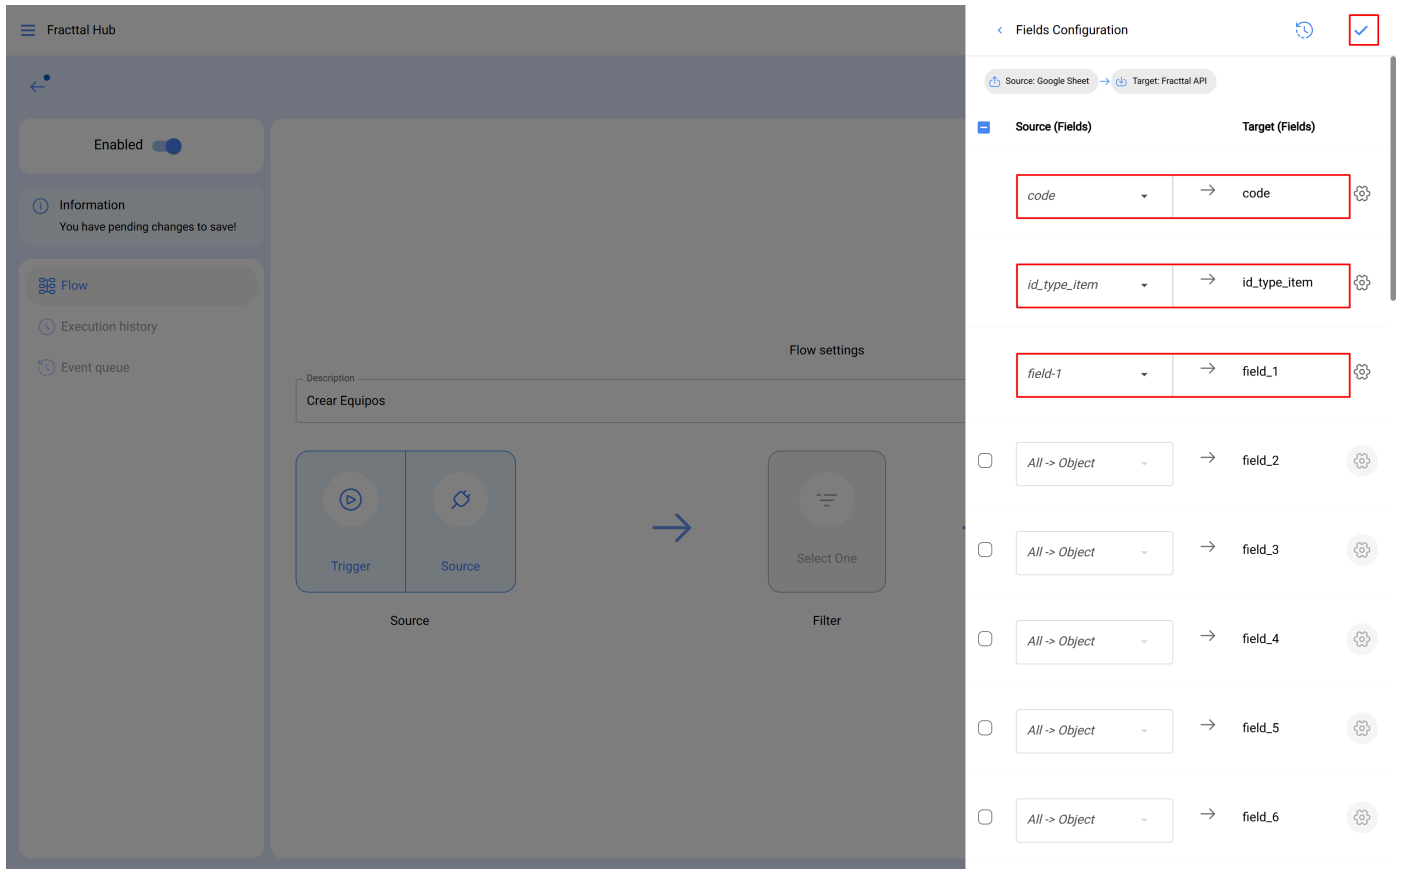 Fracttal Hub
Enabled
Information
You have pending changes to save!
Flow
Execution history
Event queue
Flow settings
Description
Crear Equipos
Trigger
Source
Select One
Source
Filter
Fields Configuration
Source: Google Sheet
Target: Fracttal API
Source (Fields) Target (Fields)
code code
id_type_item id_type_item
field-1 field_1
All -> Object field_2
All -> Object field_3
All -> Object field_4
All -> Object field_5
All -> Object field_6